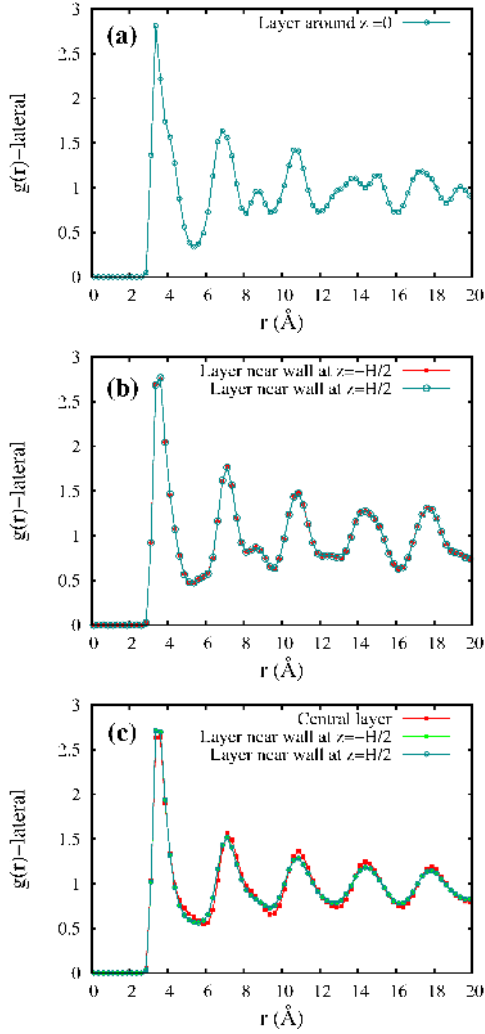 3
2.5
2
1.5
1
0.5
0
(a)
Layer around z =0
g(r)−lateral
0 2 4 6 8 10 12 14 16 18 20
r (Å)
3
2.5
2
1.5
1
0.5
0
(b)
Layer near wall at z=−H/2
Layer near wall at z=H/2
g(r)−lateral
0 2 4 6 8 10 12 14 16 18 20
r (Å)
3
2.5
2
1.5
1
0.5
0
(c)
Central layer
Layer near wall at z=−H/2
Layer near wall at z=H/2
g(r)−lateral
0 2 4 6 8 10 12 14 16 18 20
r (Å)